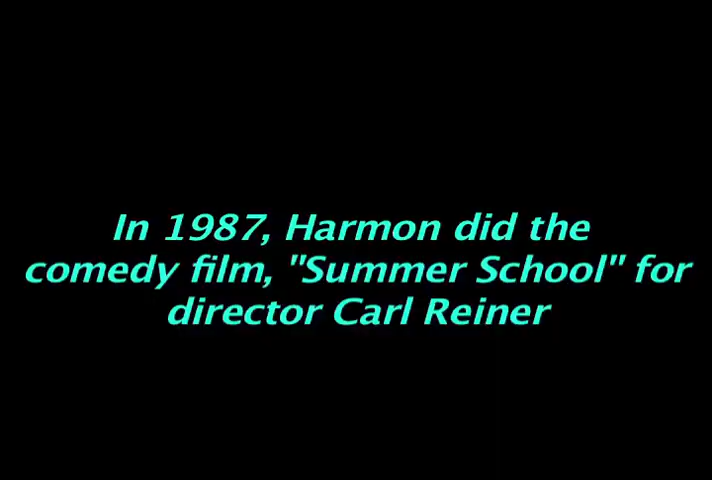 In 1987, Harmon did the
comedy film, "Summer School" for
director Carl Reiner